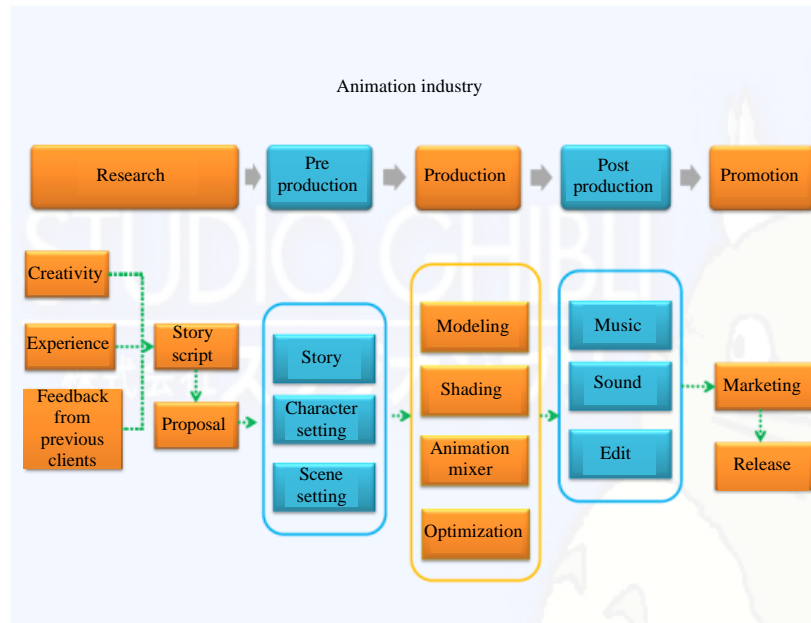 Animation industry
Research
Pre
production
Production
Post
production
Promotion
STUDIO GHIBLI
Creativity
Experience
Feedback
from
previous
clients
Story
script
Proposal
Story
Character
setting
Scene
setting
Modeling
Shading
Animation
mixer
Optimization
Music
Sound
Edit
Marketing
Release